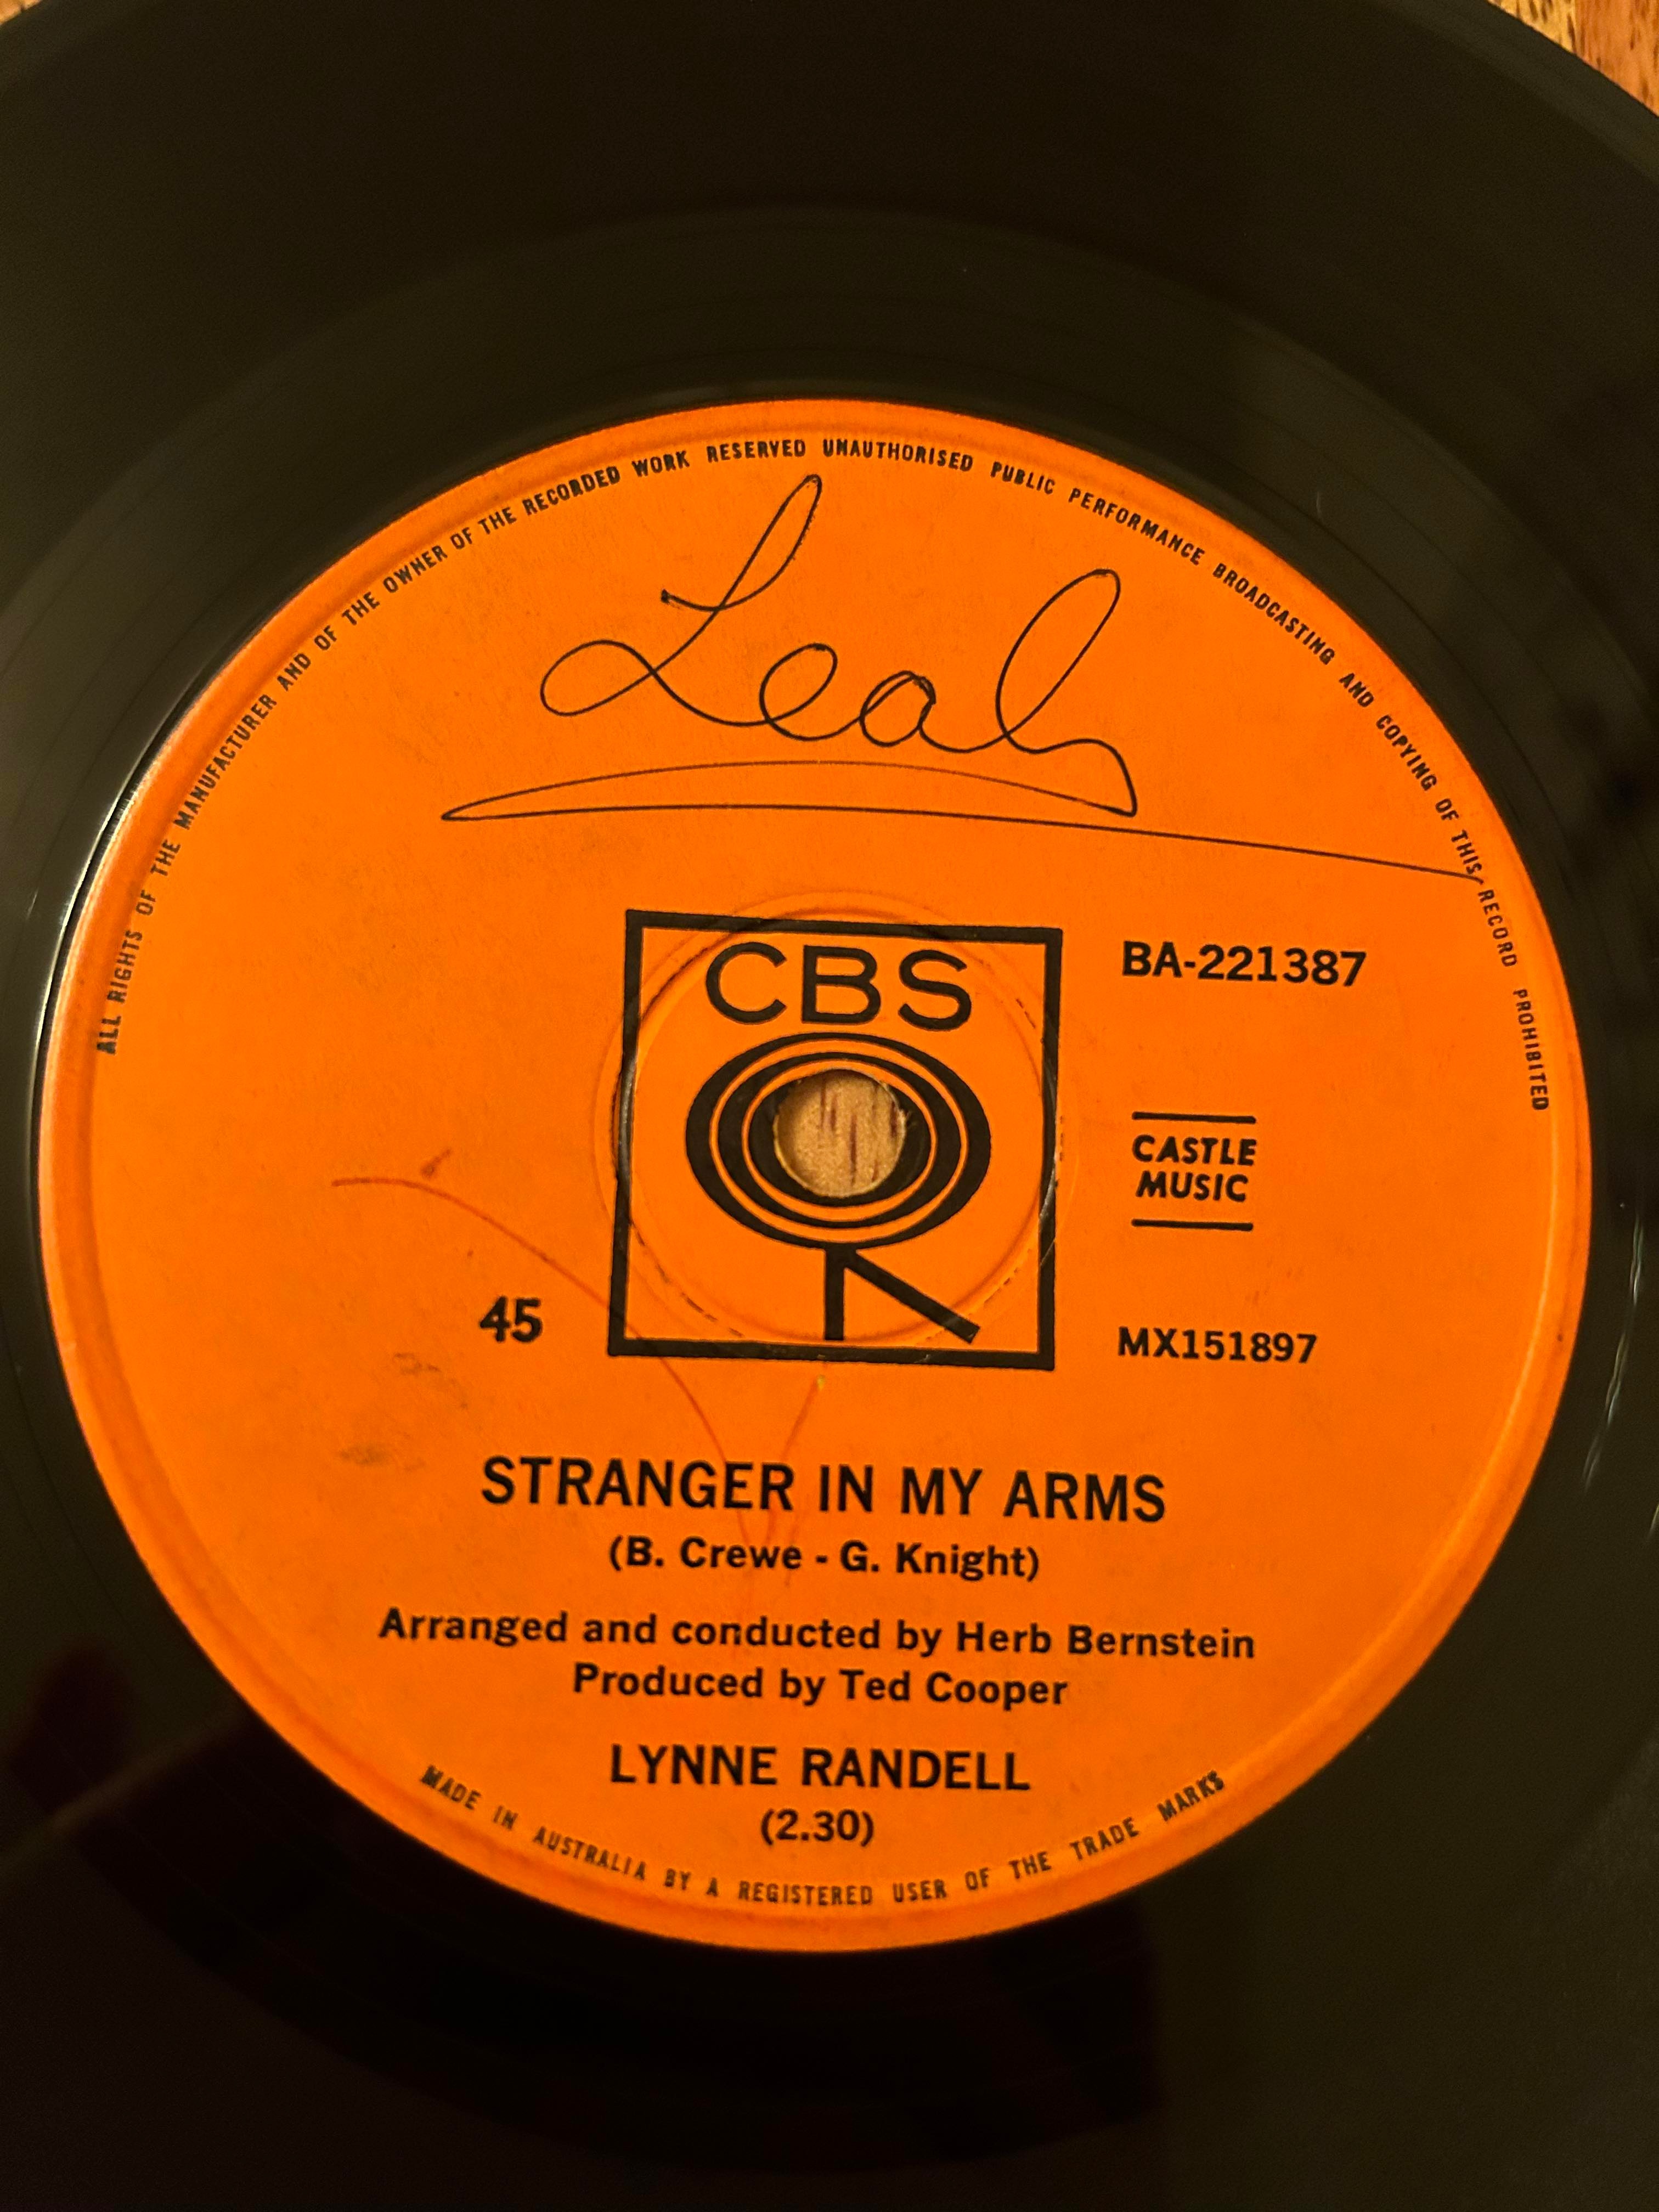 ALL RIGHTS OF THE MANUFACTURER AND OF THE OWNER OF THE RECORDED WORK RESERVED UNAUTHORISED PUBLIC PERFORMANCE BROADCASTING AND COPYING OF THIS RECORD PROHIBITED
Leah
CBS
BA-221387
CASTLE
MUSIC
45
MX151897
STRANGER IN MY ARMS
(B. Crewe - G. Knight)
Arranged and conducted by Herb Bernstein
Produced by Ted Cooper
LYNNE RANDELL
(2.30)
MADE IN AUSTRALIA BY A REGISTERED USER OF THE TRADE MARKS